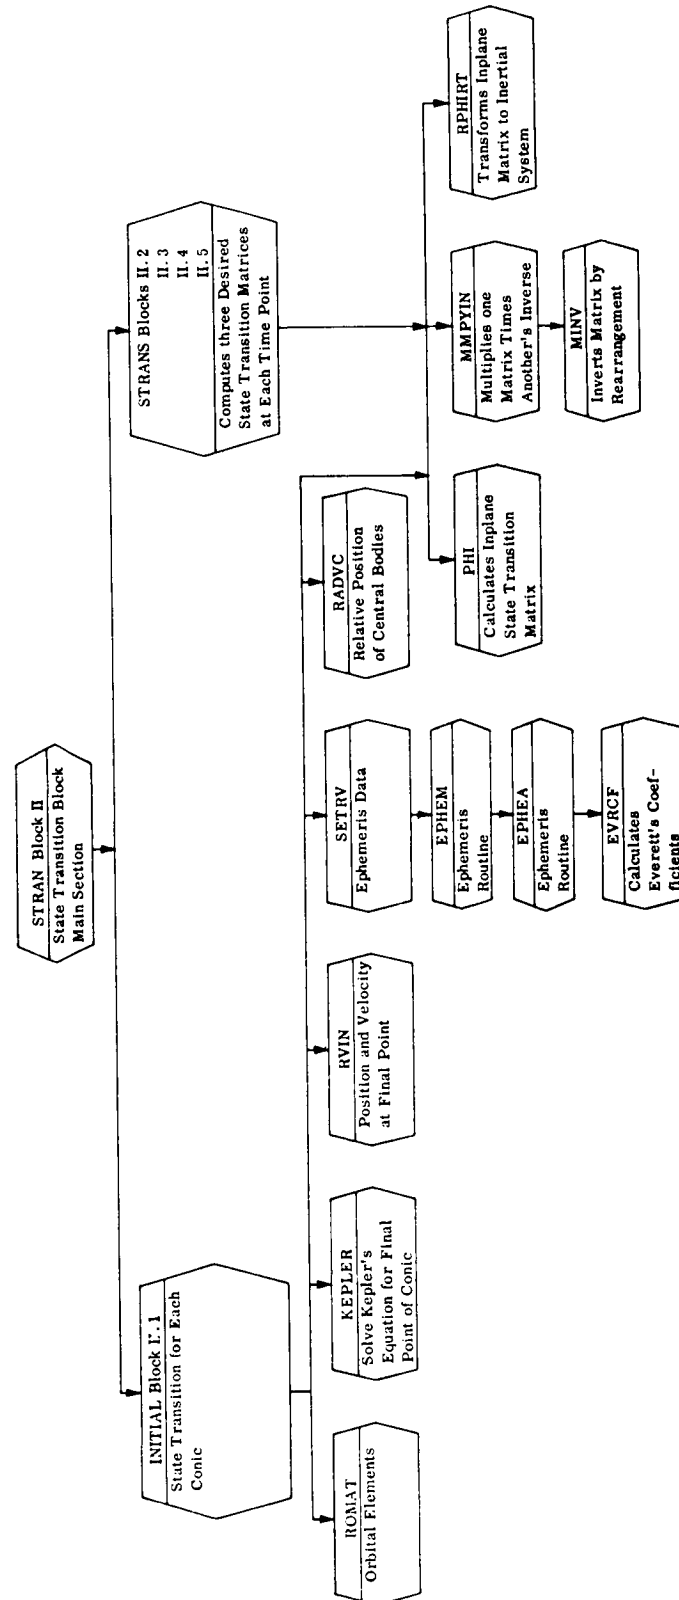 STRAN Block II
State Transition Block
Main Section
INITIAL Block II.1
State Transition for Each
Conic
STRANS Blocks II.2
II.3
II.4
II.5
Computes three Desired
State Transition Matrices
at Each Time Point
ROMAT
Orbital Elements
KEPLER
Solve Kepler's
Equation for Final
Point of Conic
RVIN
Position and Velocity
at Final Point
SETRV
Ephemeris Data
EPHEM
Ephemeris
Routine
EPHEA
Ephemeris
Routine
EVRCF
Calculates
Everett's Coef-
ficients
RADVC
Relative Position
of Central Bodies
PHI
Calculates Inplane
State Transition
Matrix
MMPYIN
Multiplies one
Matrix Times
Another's Inverse
MINV
Inverts Matrix by
Rearrangement
RPHIRT
Transforms Inplane
Matrix to Inertial
System